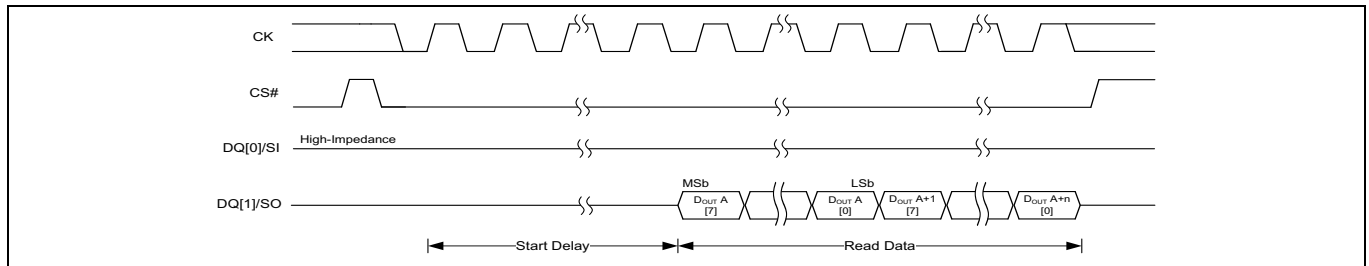 CK
CS#
DQ[0]/SI High-Impedance
DQ[1]/SO
MSb LSb
DOUT A DOUT A DOUT A+1 DOUT A+n
[7] [0] [7] [0]
Start Delay Read Data